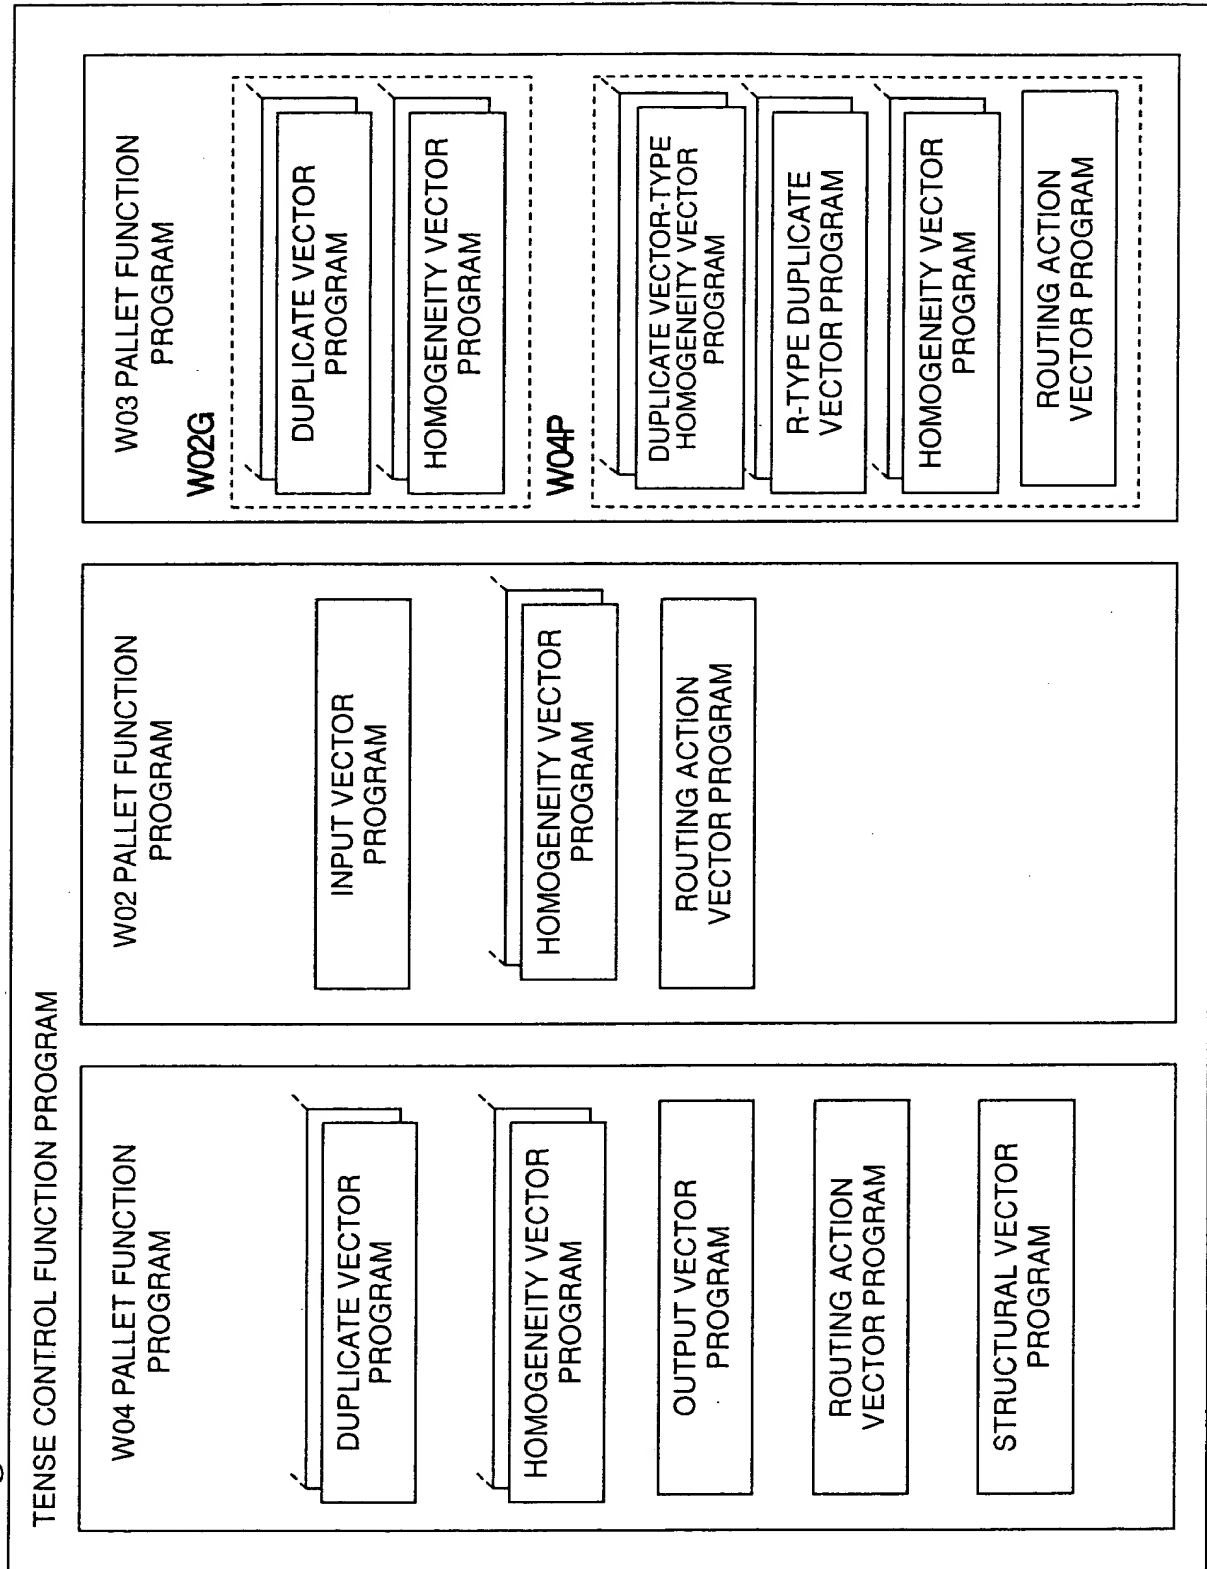 TENSE CONTROL FUNCTION PROGRAM
W04 PALLET FUNCTION
PROGRAM
DUPLICATE VECTOR
PROGRAM
HOMOGENEITY VECTOR
PROGRAM
OUTPUT VECTOR
PROGRAM
ROUTING ACTION
VECTOR PROGRAM
STRUCTURAL VECTOR
PROGRAM
W02 PALLET FUNCTION
PROGRAM
INPUT VECTOR
PROGRAM
HOMOGENEITY VECTOR
PROGRAM
ROUTING ACTION
VECTOR PROGRAM
W03 PALLET FUNCTION
PROGRAM
W02G
DUPLICATE VECTOR
PROGRAM
HOMOGENEITY VECTOR
PROGRAM
W04P
DUPLICATE VECTOR-TYPE
HOMOGENEITY VECTOR
PROGRAM
R-TYPE DUPLICATE
VECTOR PROGRAM
HOMOGENEITY VECTOR
PROGRAM
ROUTING ACTION
VECTOR PROGRAM